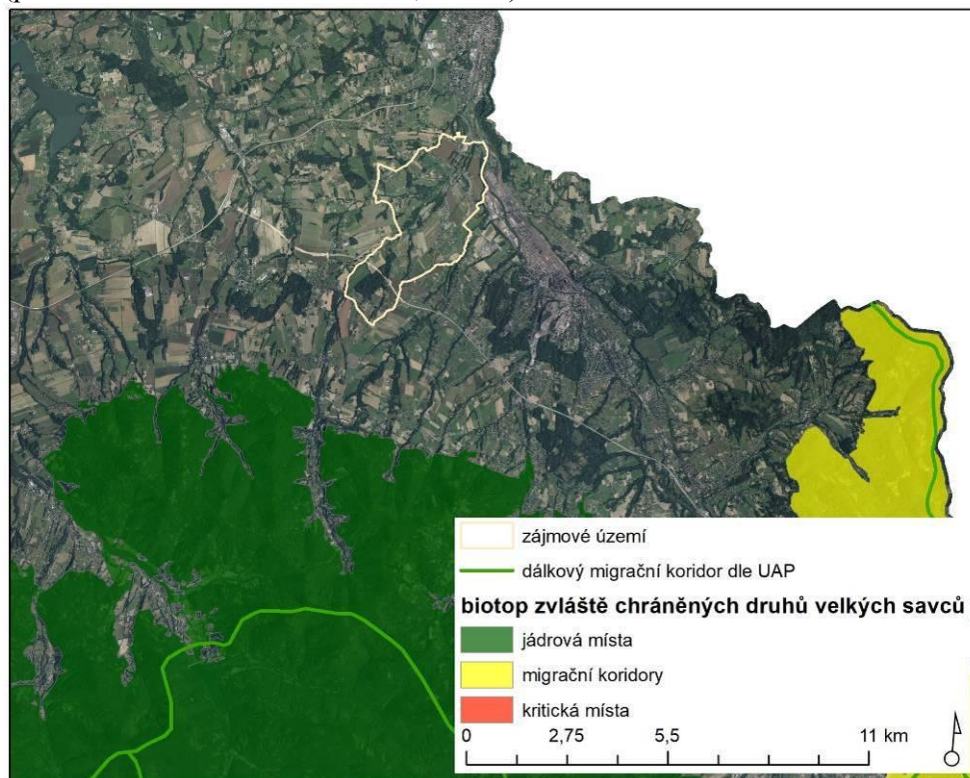 zájmové území
dálkový migrační koridor dle UAP
biotop zvláště chráněných druhů velkých savců
jádrová místa
migrační koridory
kritická místa
0 2,75 5,5 11 km